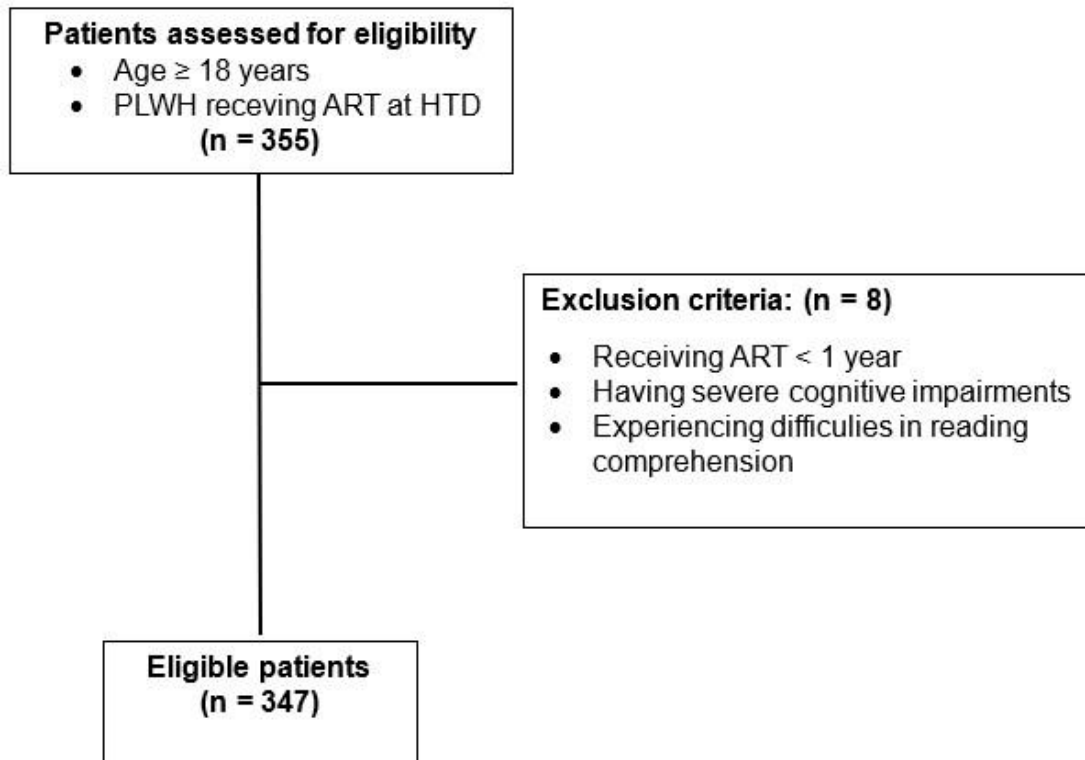 Patients assessed for eligibility
• Age ≥ 18 years
• PLWH receving ART at HTD
(n = 355)
Exclusion criteria: (n = 8)
• Receiving ART < 1 year
• Having severe cognitive impairments
• Experiencing difficulies in reading
comprehension
Eligible patients
(n = 347)